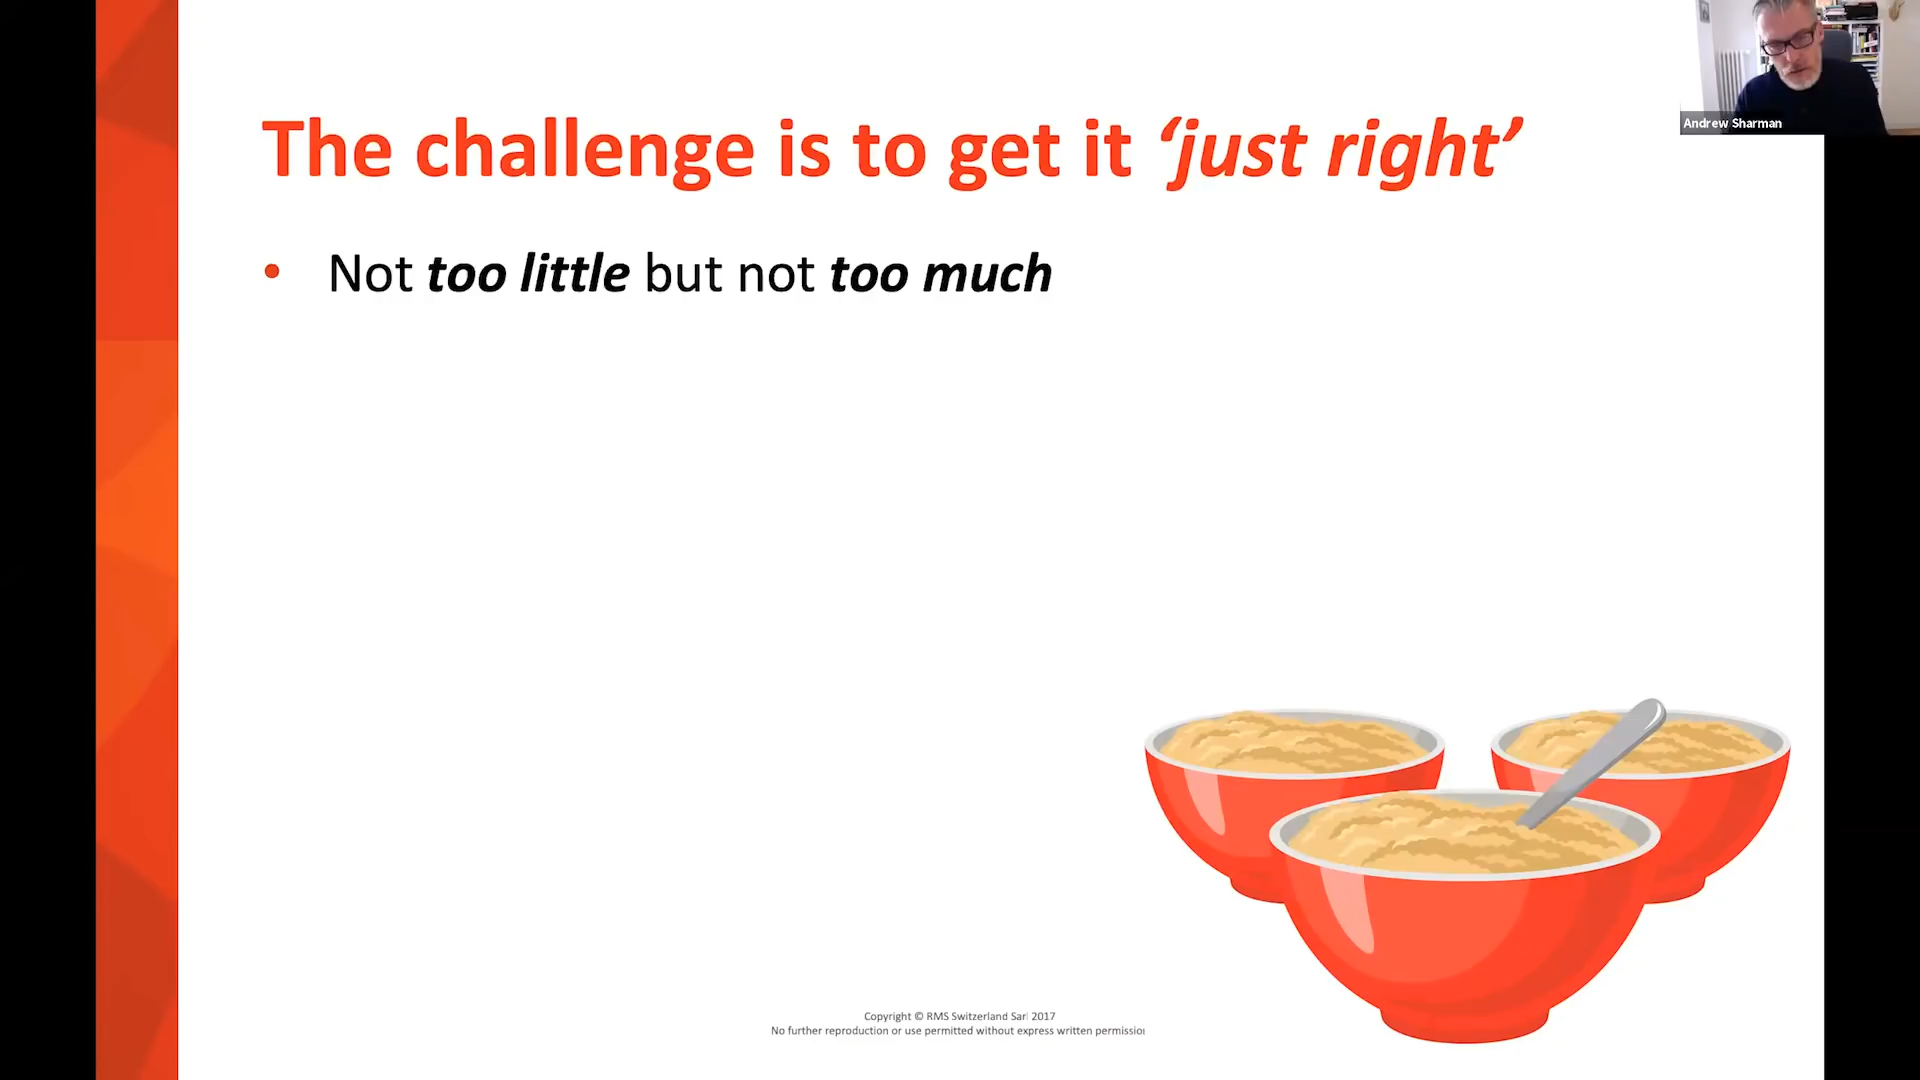 The challenge is to get it ‘just right’
• Not too little but not too much
Andrew Sharman
Copyright © RMS Switzerland Sarl 2017
No further reproduction or use permitted without express written permission